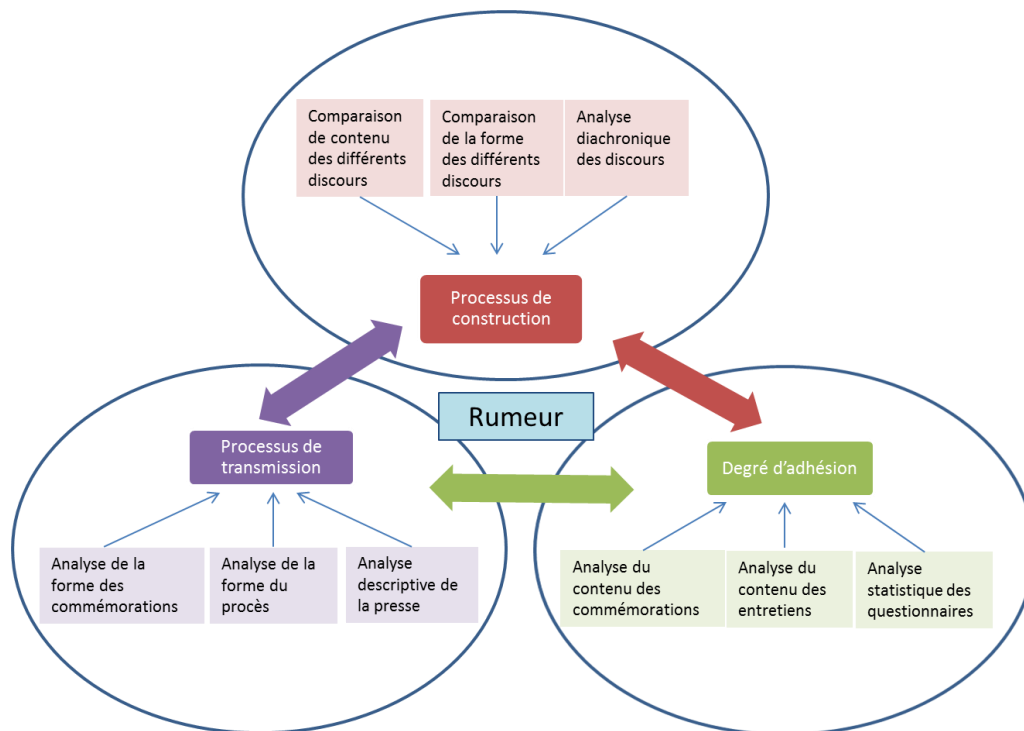 Comparaison
de contenu
des différents
discours
Comparaison
de la forme
des différents
discours
Analyse
diachronique
des discours
Processus de
construction
Rumeur
Processus de
transmission
Degré d'adhésion
Analyse de la
forme des
commémorations
Analyse de la
forme du
procès
Analyse
descriptive de
la presse
Analyse du
contenu des
commémorations
Analyse du
contenu des
entretiens
Analyse
statistique des
questionnaires